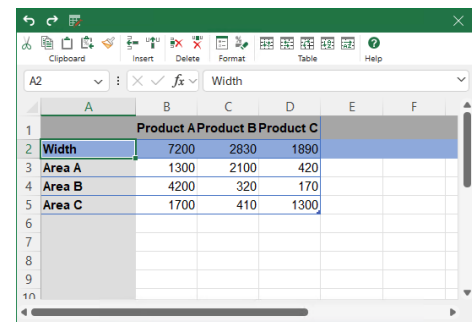 Clipboard Insert Delete Format Table Help
A2 fx Width
A B C D E F
1 Product A Product B Product C
2 Width 7200 2830 1890
3 Area A 1300 2100 420
4 Area B 4200 320 170
5 Area C 1700 410 1300
6
7
8
9
10